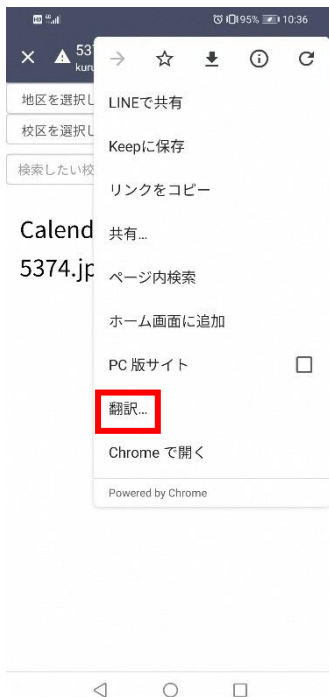 95% 10:36
53
kuru
地区を選択し
校区を選択し
検索したい校
Calend
5374.jp
LINEで共有
Keepに保存
リンクをコピー
共有...
ページ内検索
ホーム画面に追加
PC 版サイト
翻訳...
Chrome で開く
Powered by Chrome